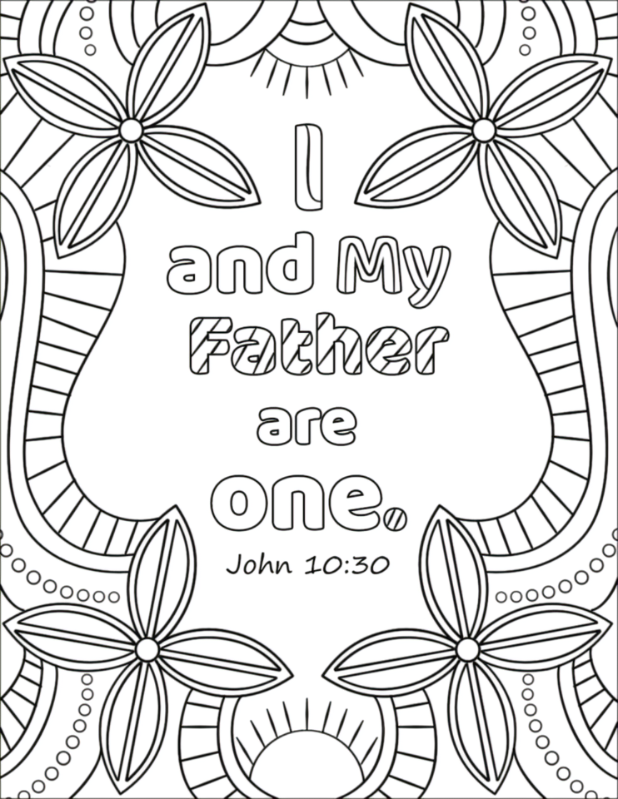 I
and My
Father
are
one.
John 10:30